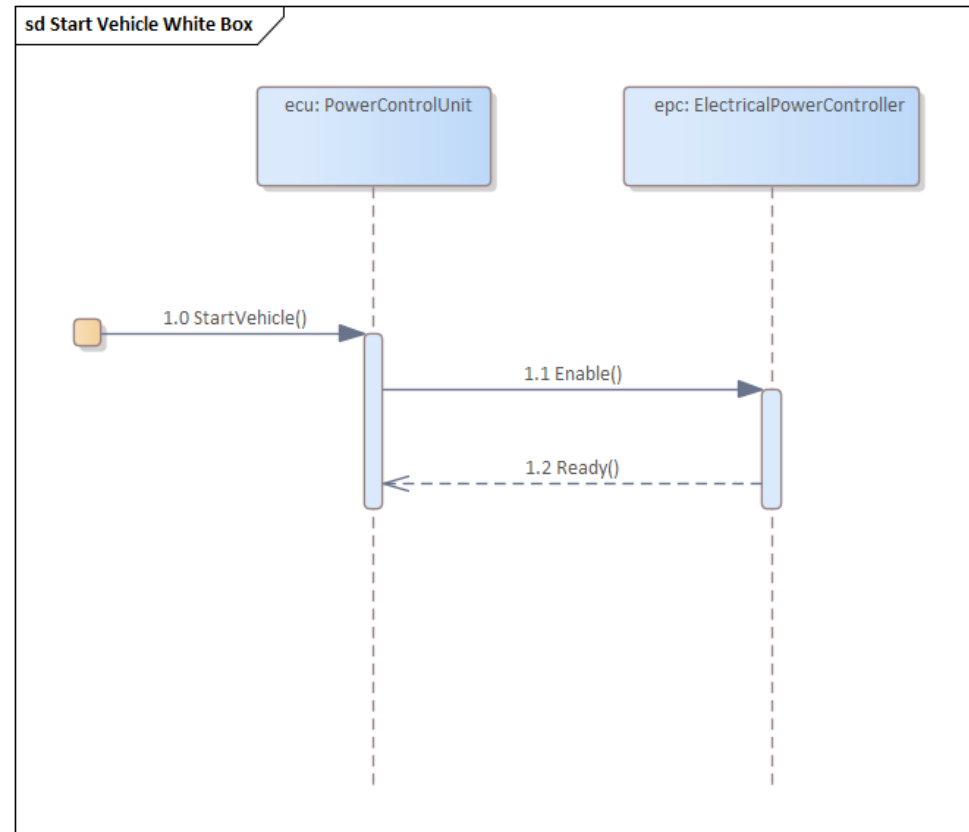 sd Start Vehicle White Box
ecu: PowerControlUnit
epc: ElectricalPowerController
1.0 StartVehicle()
1.1 Enable()
1.2 Ready()